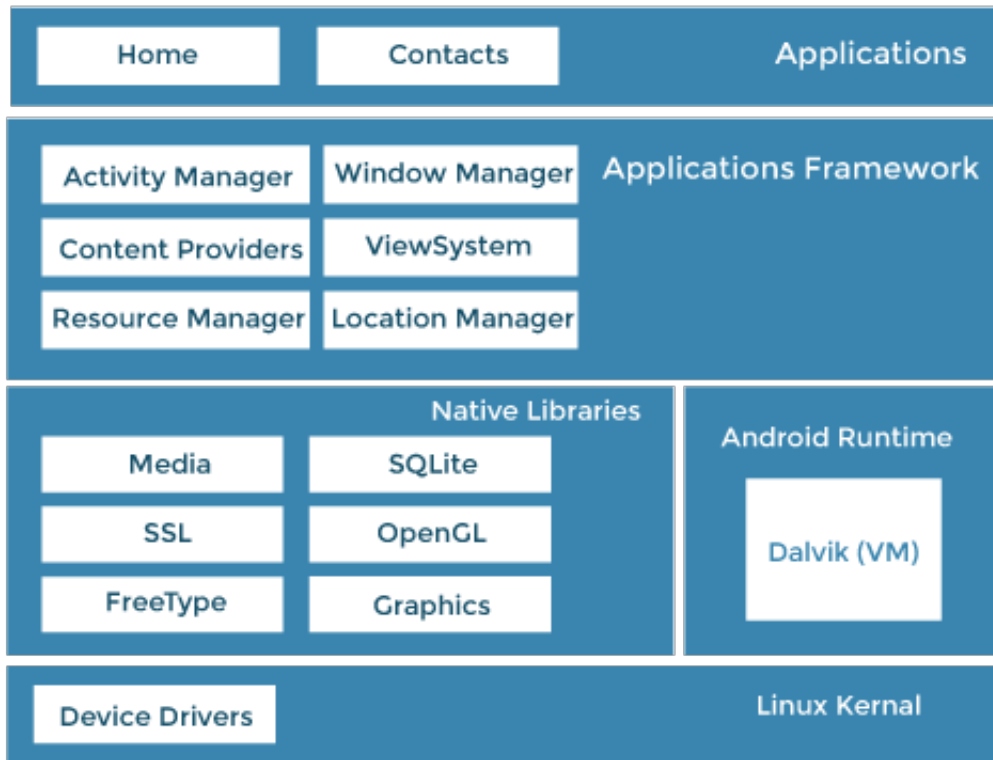 Home
Contacts
Applications
Activity Manager
Window Manager
Applications Framework
Content Providers
ViewSystem
Resource Manager
Location Manager
Native Libraries
Media
SQLite
SSL
OpenGL
FreeType
Graphics
Android Runtime
Dalvik (VM)
Device Drivers
Linux Kernal